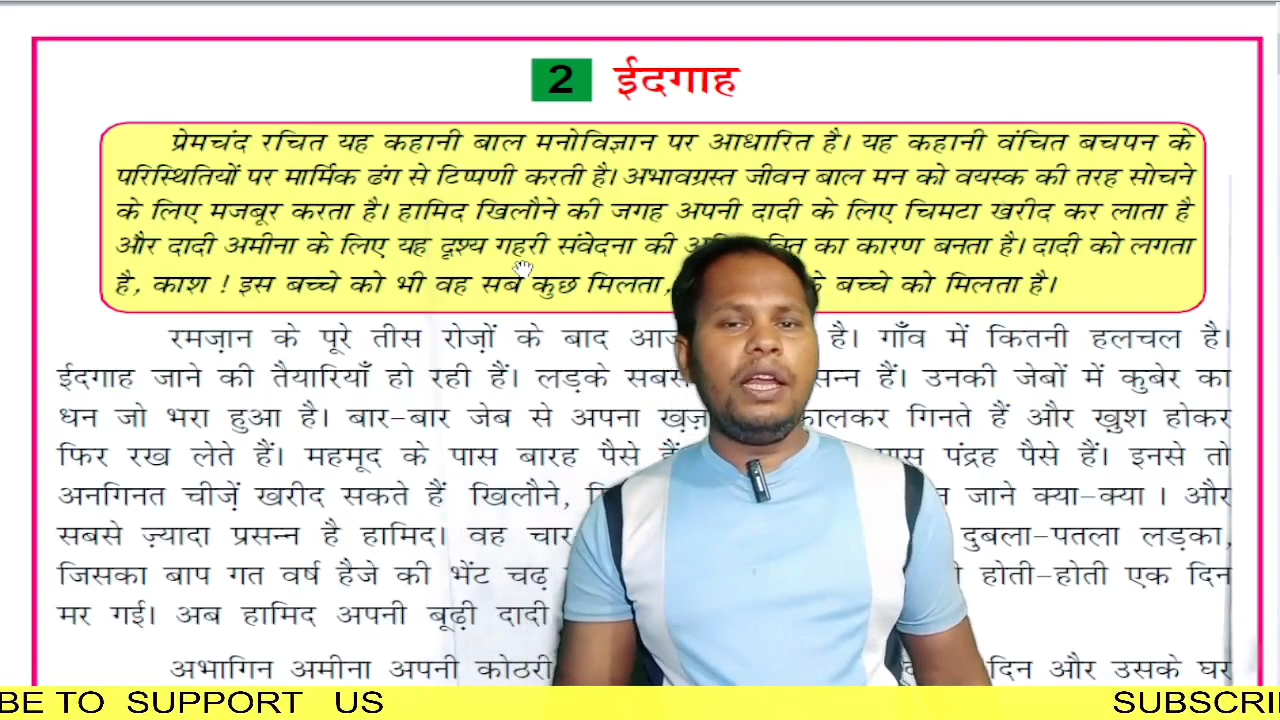 2 ईदगाह
प्रेमचंद रचित यह कहानी बाल मनोविज्ञान पर आधारित है। यह कहानी वंचित बचपन के
परिस्थितियों पर मार्मिक ढंग से टिप्पणी करती है। अभावग्रस्त जीवन बाल मन को वयस्क की तरह सोचने
के लिए मजबूर करता है। हामिद खिलौने की जगह अपनी दादी के लिए चिमटा खरीद कर लाता है
और दादी अमीना के लिए यह दृश्य गहरी संवेदना की का कारण बनता है। दादी को लगता
है, काश ! इस बच्चे को भी वह सब कुछ मिलता, बच्चे को मिलता है।
रमज़ान के पूरे तीस रोज़ों के बाद है। गाँव में कितनी हलचल है।
ईदगाह जाने की तैयारियाँ हो रही हैं। लड़के हैं। उनकी जेबों में कुबेर का
धन जो भरा हुआ है। बार-बार जेब से अपना गिनते हैं और ख़ुश होकर
फिर रख लेते हैं। महमूद के पास बारह पैसे पंद्रह पैसे हैं। इनसे तो
अनगिनत चीज़ें खरीद सकते हैं खिलौने, जाने क्या-क्या । और
सबसे ज़्यादा प्रसन्न है हामिद। वह चार दुबला-पतला लड़का,
जिसका बाप गत वर्ष हैजे की भेंट चढ़ होती-होती एक दिन
मर गई। अब हामिद अपनी बूढ़ी दादी
अभागिन अमीना अपनी कोठरी दिन और उसके घर
BE TO SUPPORT US SUBSCRI